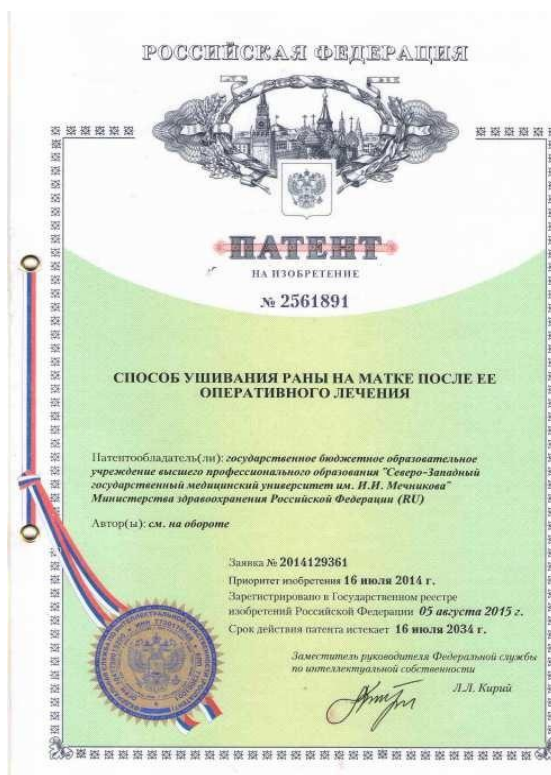 РОССИЙСКАЯ ФЕДЕРАЦИЯ
ПАТЕНТ
НА ИЗОБРЕТЕНИЕ
№ 2561891
СПОСОБ УШИВАНИЯ РАНЫ НА МАТКЕ ПОСЛЕ ЕЕ
ОПЕРАТИВНОГО ЛЕЧЕНИЯ
Патентообладатель(ли): государственное бюджетное образовательное
учреждение высшего профессионального образования "Северо-Западный
государственный медицинский университет им. И.И. Мечникова"
Министерства здравоохранения Российской Федерации (RU)
Автор(ы): см. на обороте
Заявка № 2014129361
Приоритет изобретения 16 июля 2014 г.
Зарегистрировано в Государственном реестре
изобретений Российской Федерации 05 августа 2015 г.
Срок действия патента истекает 16 июля 2034 г.
Заместитель руководителя Федеральной службы
по интеллектуальной собственности
Л.Л. Кирий